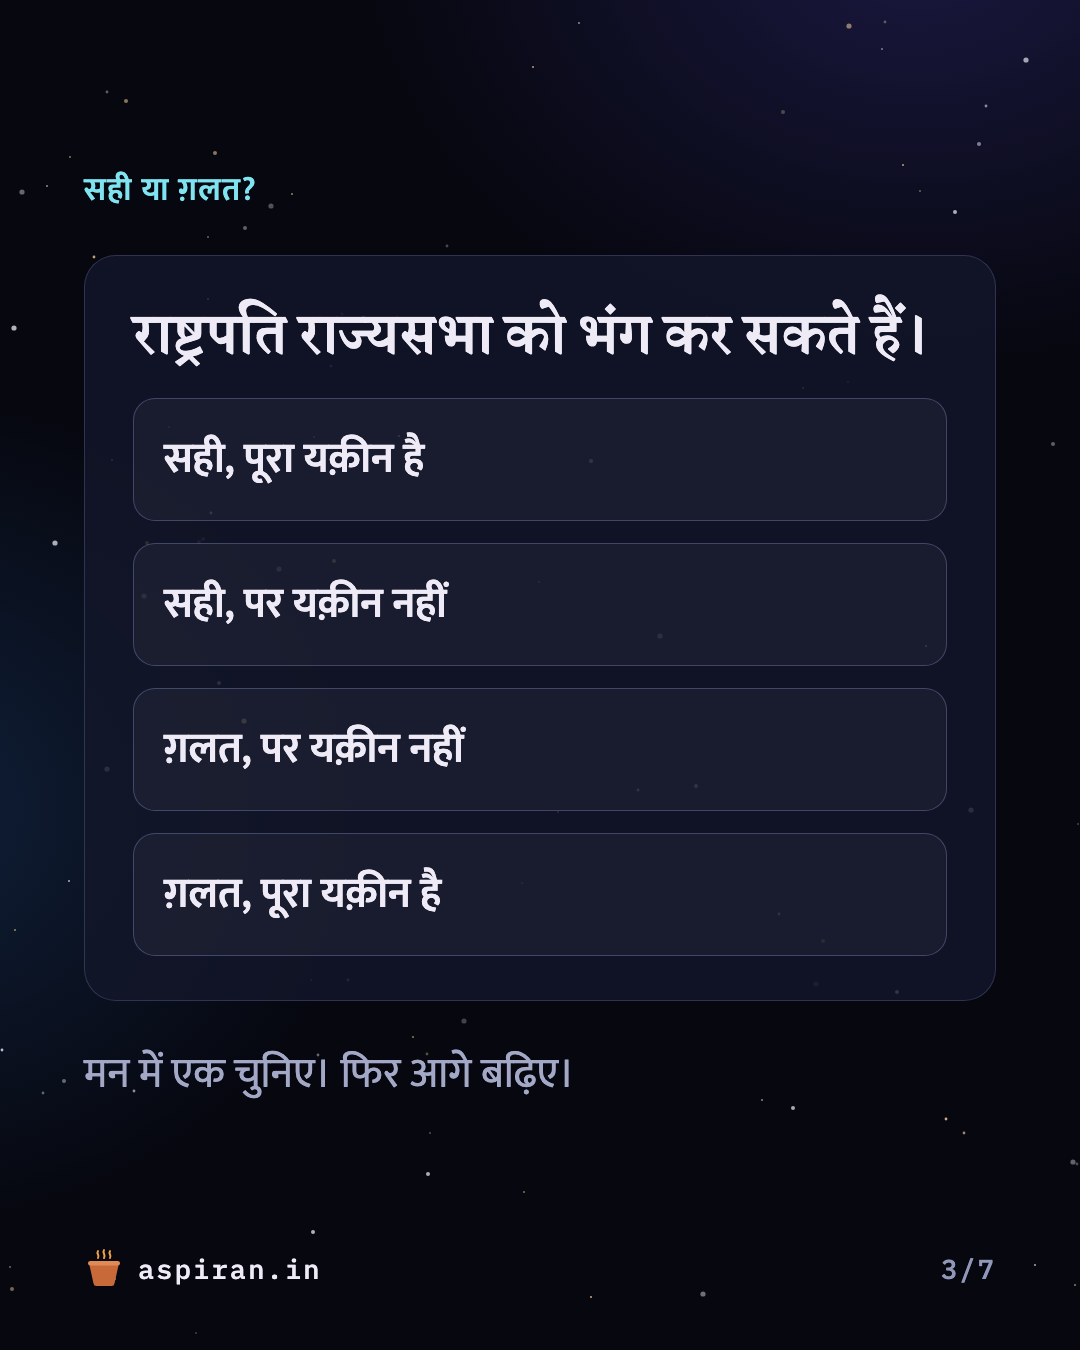 सही या ग़लत?
राष्ट्रपति राज्यसभा को भंग कर सकते हैं।
सही, पूरा यक़ीन है
सही, पर यक़ीन नहीं
ग़लत, पर यक़ीन नहीं
ग़लत, पूरा यक़ीन है
मन में एक चुनिए। फिर आगे बढ़िए।
aspiran.in
3/7